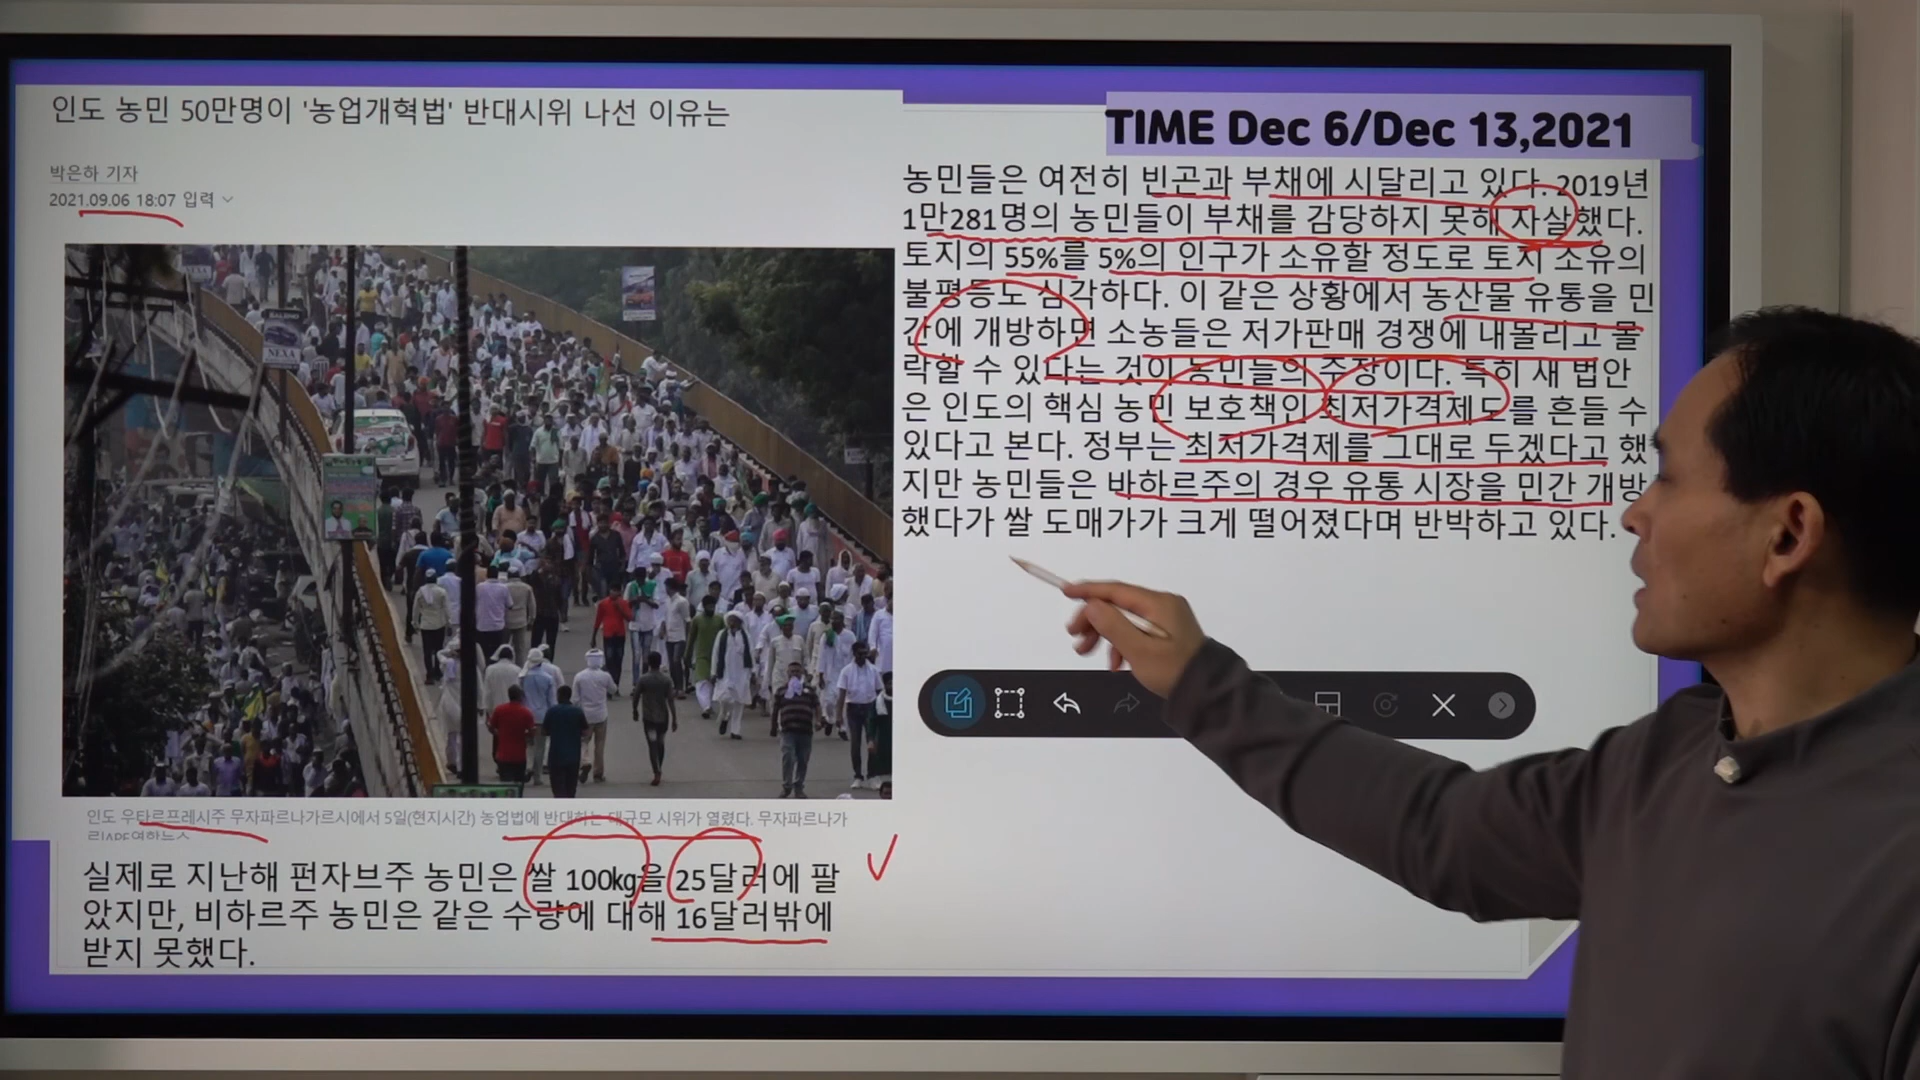 인도 농민 50만명이 '농업개혁법' 반대시위 나선 이유는
박은하 기자
2021.09.06 18:07 입력
인도 우타르프레시주 무자파르나가르시에서 5일(현지시간) 농업법에 반대하는 대규모 시위가 열렸다. 무자파르나가
실제로 지난해 펀자브주 농민은 쌀 100kg을 25달러에 팔
았지만, 비하르주 농민은 같은 수량에 대해 16달러밖에
받지 못했다.
TIME Dec 6/Dec 13,2021
농민들은 여전히 빈곤과 부채에 시달리고 있다. 2019년
1만281명의 농민들이 부채를 감당하지 못해 자살했다.
토지의 55%를 5%의 인구가 소유할 정도로 토지 소유의
불평등도 심각하다. 이 같은 상황에서 농산물 유통을 민
간에 개방하면 소농들은 저가판매 경쟁에 내몰리고 몰
락할 수 있다는 것이 농민들의 주장이다. 특히 새 법안
은 인도의 핵심 농민 보호책인 최저가격제도를 흔들 수
있다고 본다. 정부는 최저가격제를 그대로 두겠다고 했
지만 농민들은 바하르주의 경우 유통 시장을 민간 개방
했다가 쌀 도매가가 크게 떨어졌다며 반박하고 있다.
NEXA